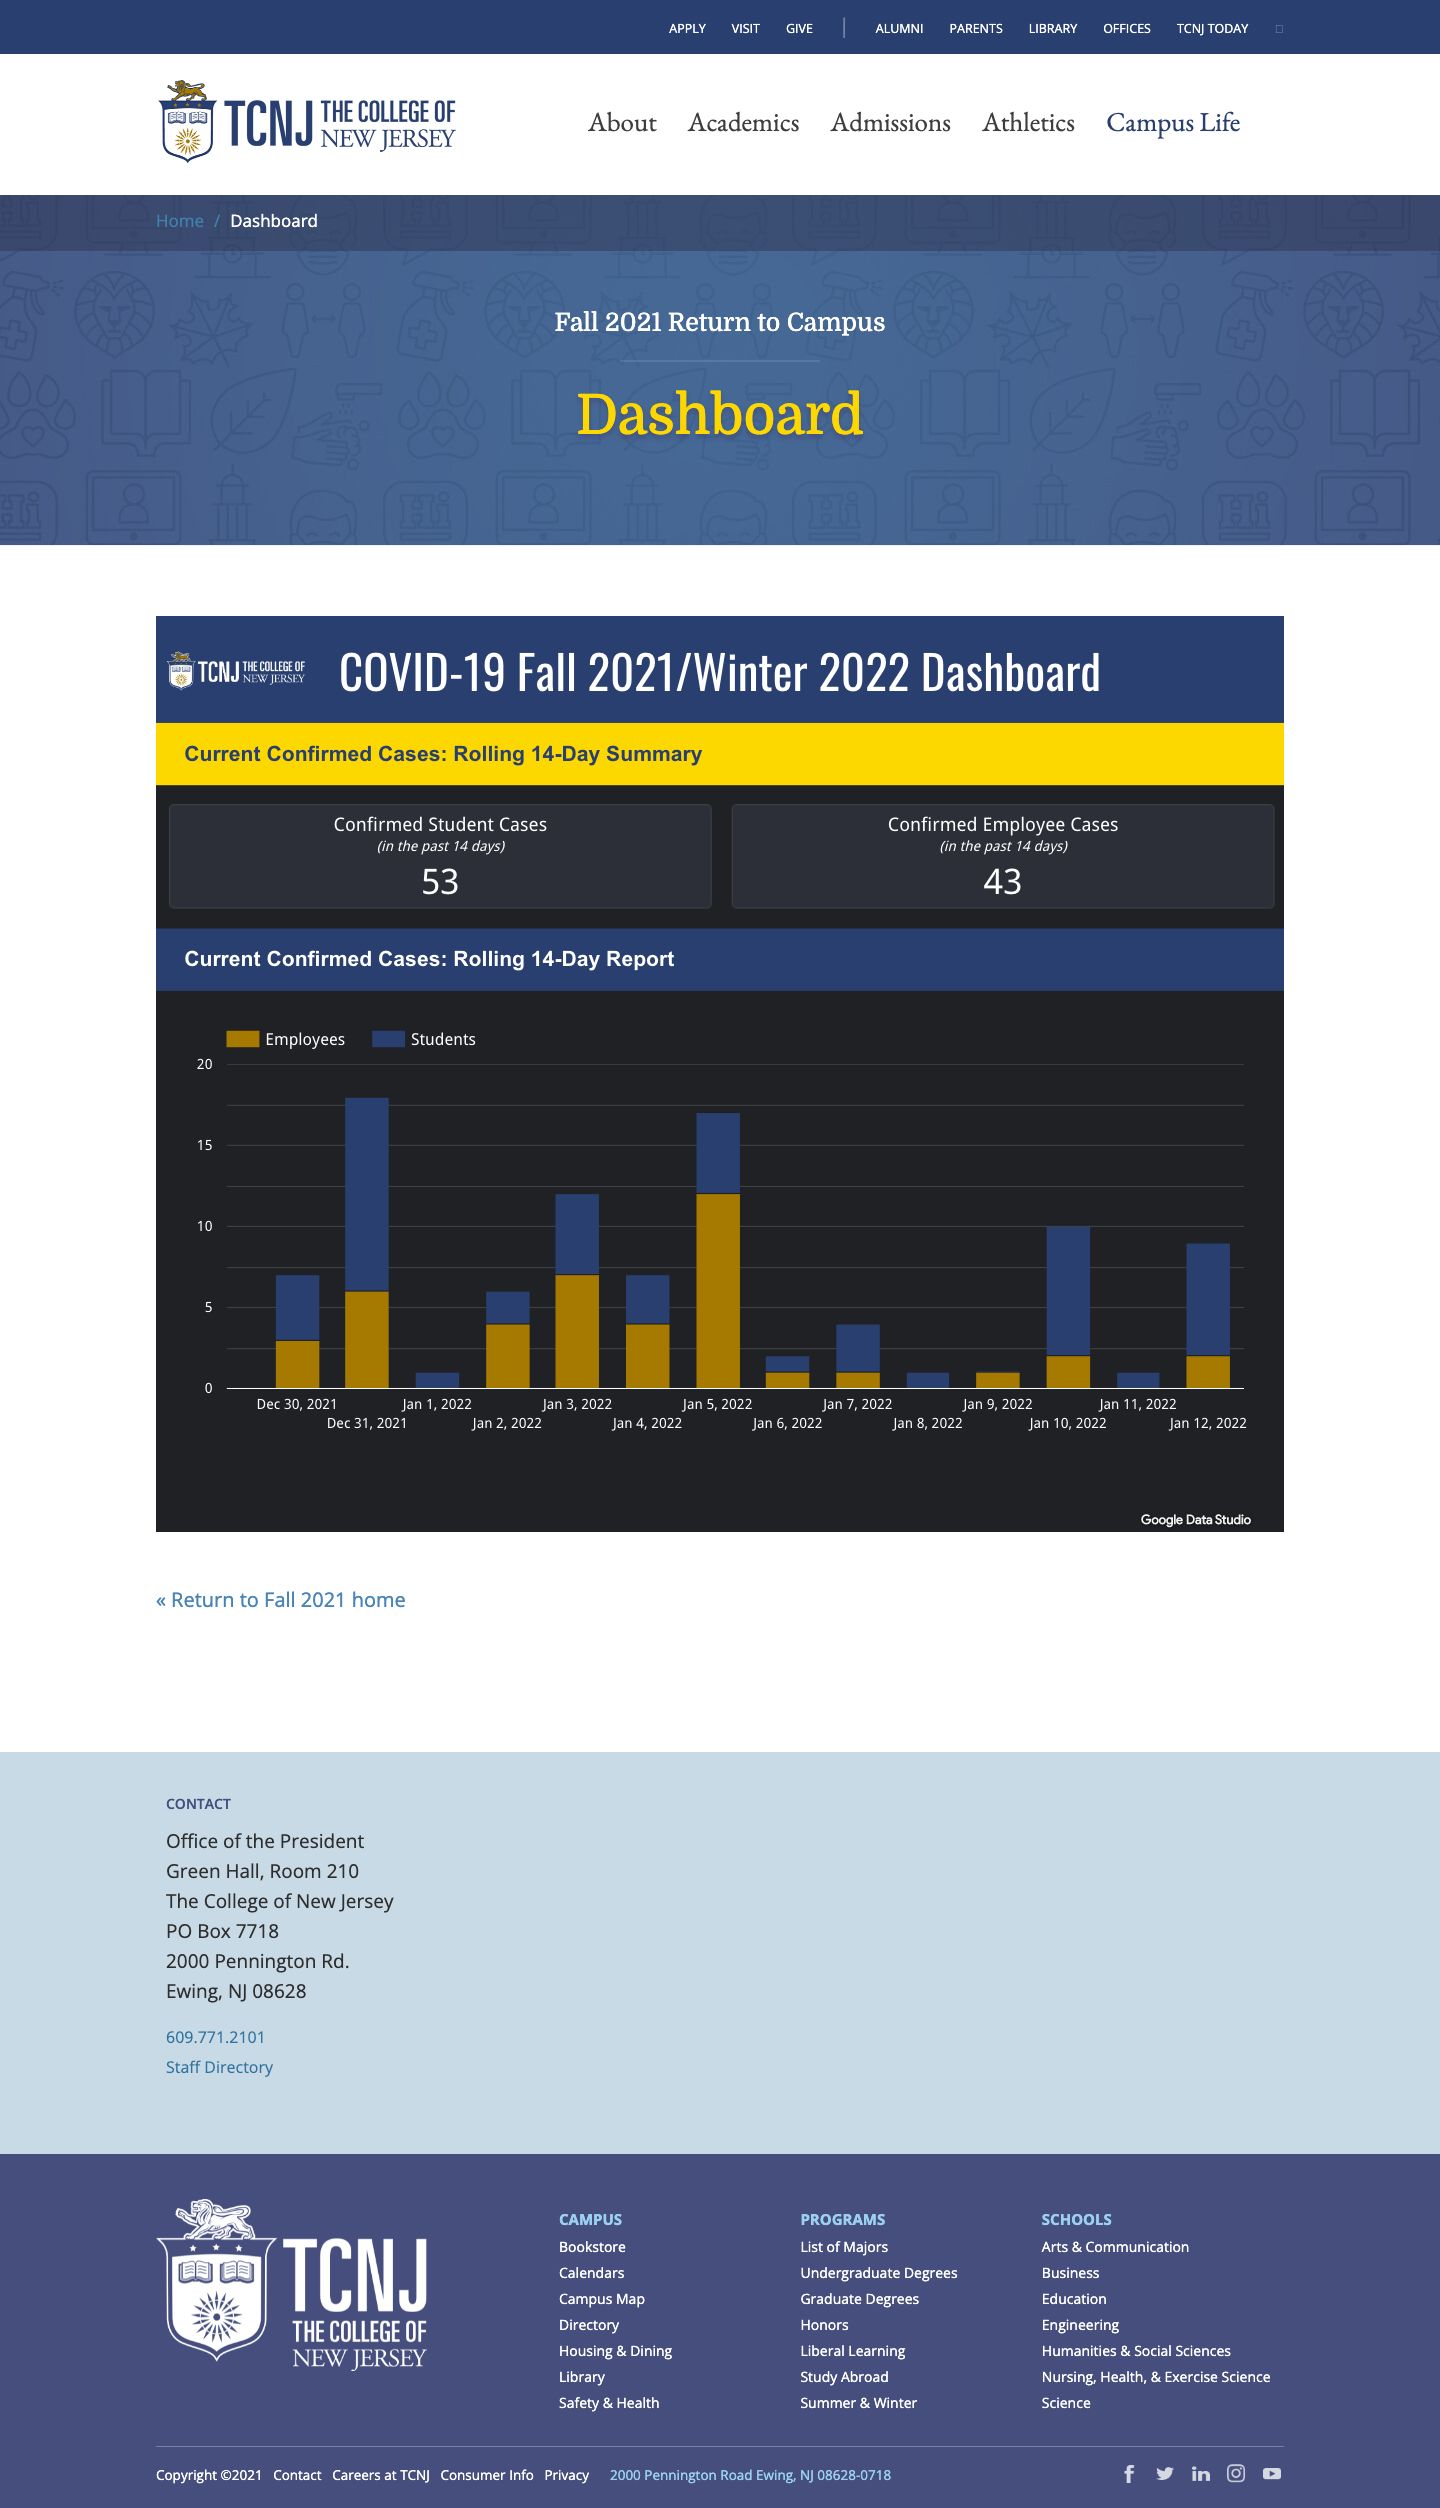 APPLY VISIT GIVE ALUMNI PARENTS LIBRARY OFFICES TCNJ TODAY
TCNJ THE COLLEGE OF NEW JERSEY
About Academics Admissions Athletics Campus Life
Home / Dashboard
Fall 2021 Return to Campus
Dashboard
TCNJ THE COLLEGE OF NEW JERSEY
COVID-19 Fall 2021/Winter 2022 Dashboard
Current Confirmed Cases: Rolling 14-Day Summary
Confirmed Student Cases
(in the past 14 days)
53
Confirmed Employee Cases
(in the past 14 days)
43
Current Confirmed Cases: Rolling 14-Day Report
Employees Students
20
15
10
5
0
Dec 30, 2021 Jan 1, 2022 Jan 3, 2022 Jan 5, 2022 Jan 7, 2022 Jan 9, 2022 Jan 11, 2022
Dec 31, 2021 Jan 2, 2022 Jan 4, 2022 Jan 6, 2022 Jan 8, 2022 Jan 10, 2022 Jan 12, 2022
Google Data Studio
« Return to Fall 2021 home
CONTACT
Office of the President
Green Hall, Room 210
The College of New Jersey
PO Box 7718
2000 Pennington Rd.
Ewing, NJ 08628
609.771.2101
Staff Directory
TCNJ
THE COLLEGE OF
NEW JERSEY
CAMPUS
Bookstore
Calendars
Campus Map
Directory
Housing & Dining
Library
Safety & Health
PROGRAMS
List of Majors
Undergraduate Degrees
Graduate Degrees
Honors
Liberal Learning
Study Abroad
Summer & Winter
SCHOOLS
Arts & Communication
Business
Education
Engineering
Humanities & Social Sciences
Nursing, Health, & Exercise Science
Science
Copyright ©2021 Contact Careers at TCNJ Consumer Info Privacy 2000 Pennington Road Ewing, NJ 08628-0718